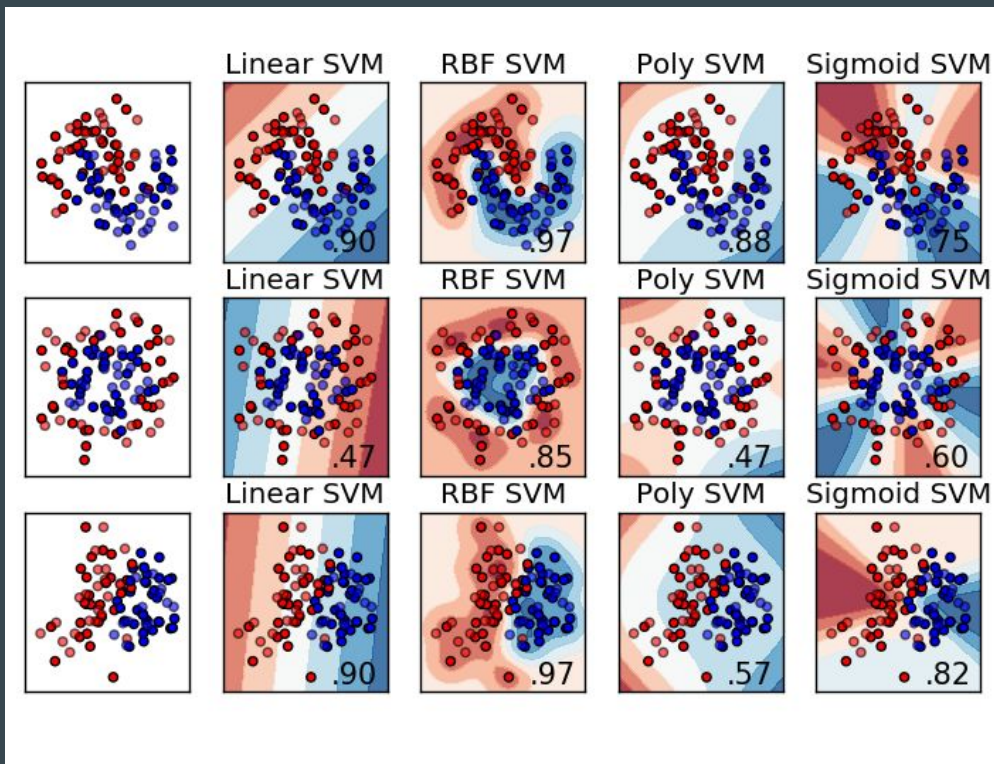 Linear SVM RBF SVM Poly SVM Sigmoid SVM
.90 .97 .88 .75
Linear SVM RBF SVM Poly SVM Sigmoid SVM
.47 .85 .47 .60
Linear SVM RBF SVM Poly SVM Sigmoid SVM
.90 .97 .57 .82